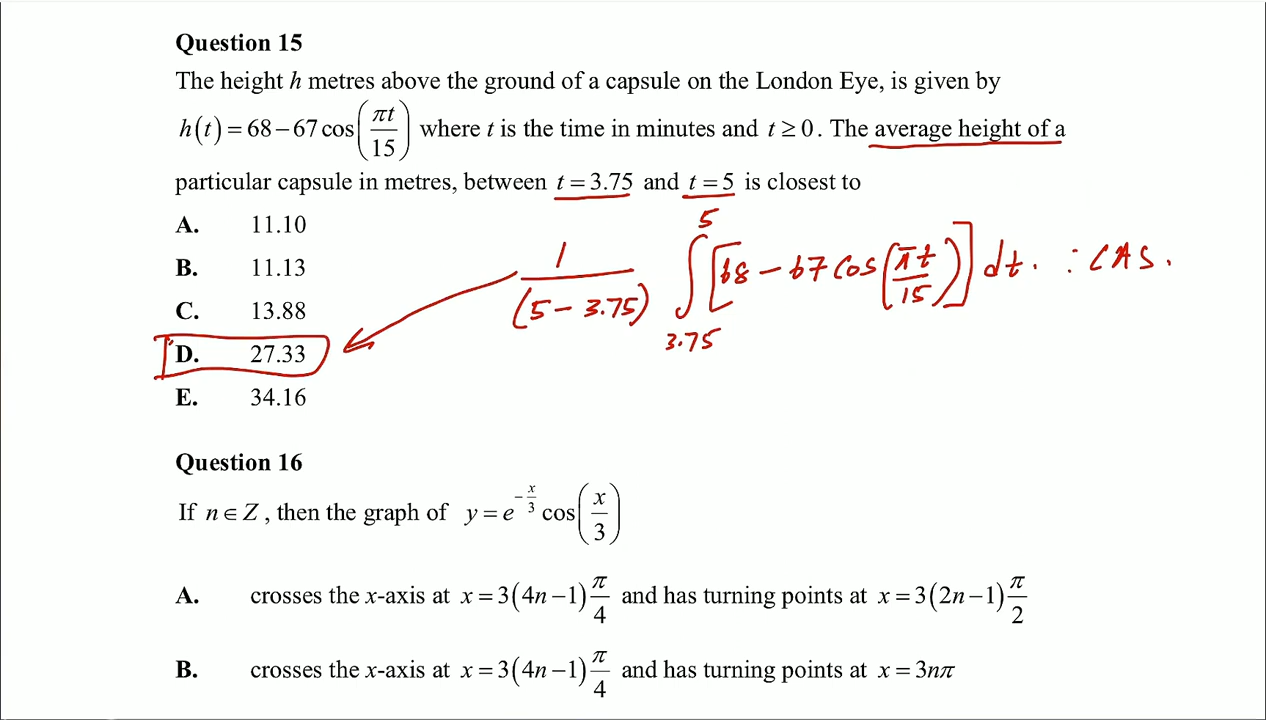 Question 15
The height h metres above the ground of a capsule on the London Eye, is given by
h(t) = 68 − 67 cos(πt/15) where t is the time in minutes and t ≥ 0. The average height of a
particular capsule in metres, between t = 3.75 and t = 5 is closest to
A. 11.10
B. 11.13
C. 13.88
D. 27.33
E. 34.16
1/(5 − 3.75) ∫_{3.75}^{5} [68 − 67 cos(πt/15)] dt. : CAS.
Question 16
If n ∈ Z, then the graph of y = e^{−x/3} cos(x/3)
A. crosses the x-axis at x = 3(4n−1)π/4 and has turning points at x = 3(2n−1)π/2
B. crosses the x-axis at x = 3(4n−1)π/4 and has turning points at x = 3nπ